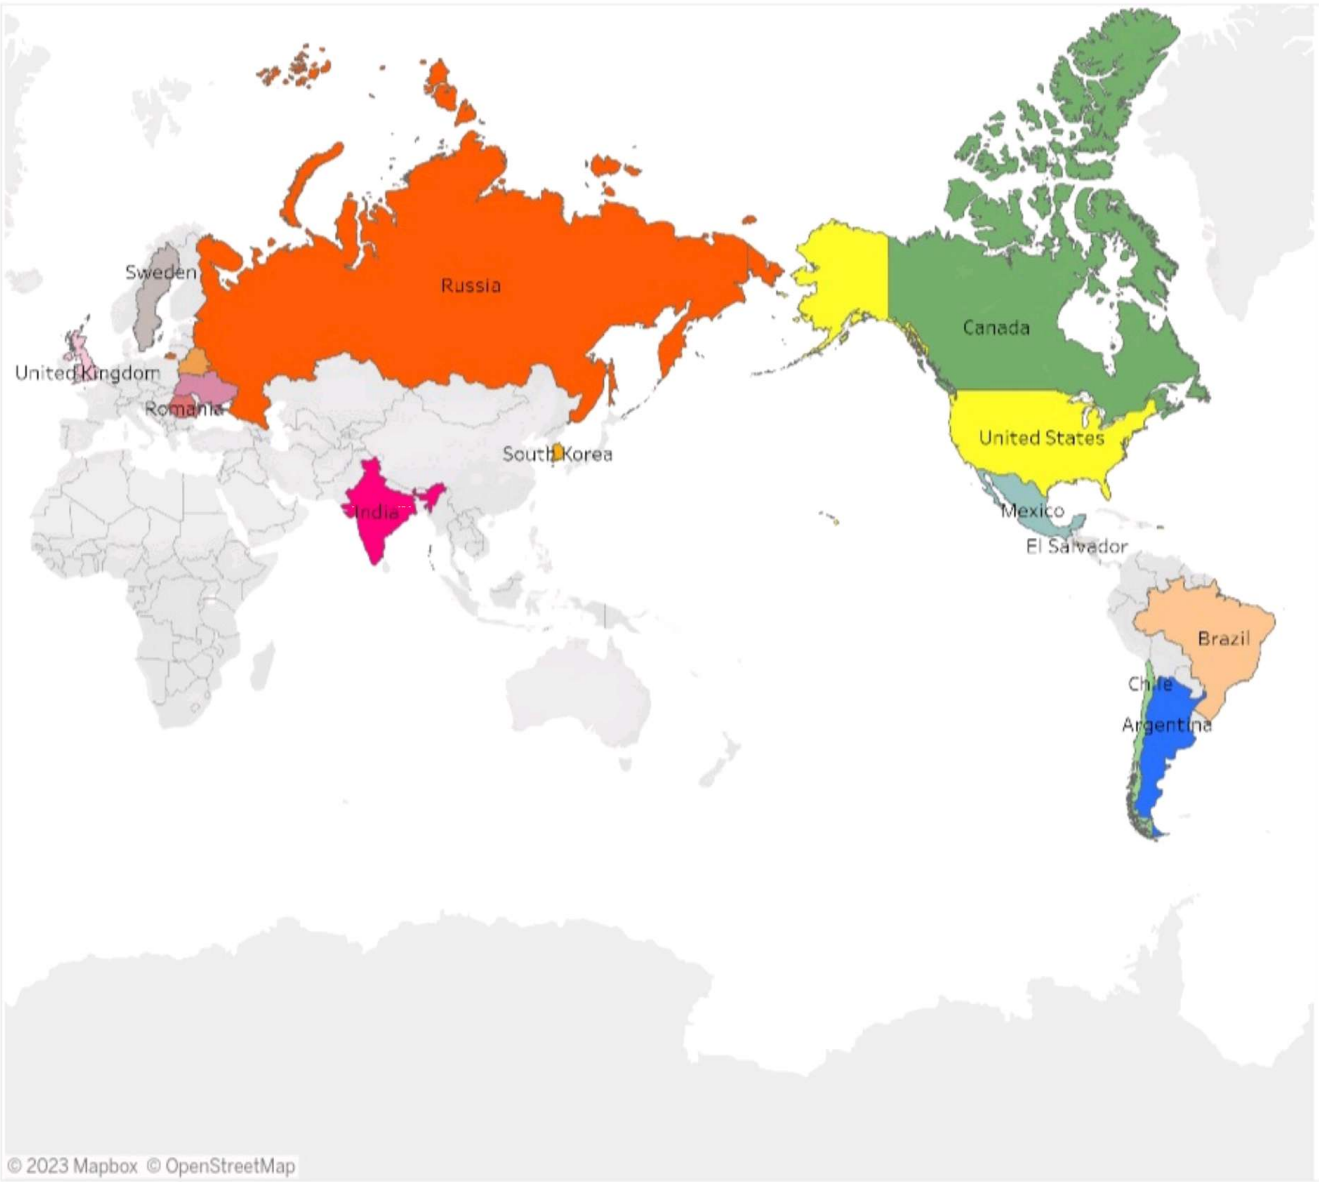 Sweden
Russia
Canada
United Kingdom
Romania
United States
South Korea
India
Mexico
El Salvador
Brazil
Chile
Argentina
© 2023 Mapbox © OpenStreetMap